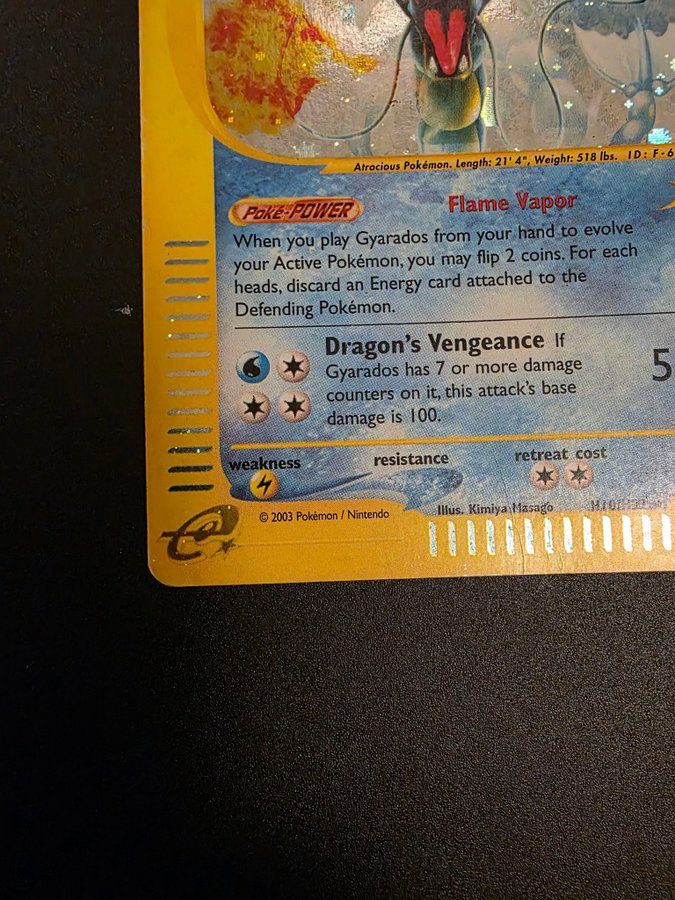 Atrocious Pokémon. Length: 21' 4", Weight: 518 lbs. ID: F-6
Poké-POWER Flame Vapor
When you play Gyarados from your hand to evolve
your Active Pokémon, you may flip 2 coins. For each
heads, discard an Energy card attached to the
Defending Pokémon.
Dragon's Vengeance If
Gyarados has 7 or more damage
counters on it, this attack's base
damage is 100.
5
weakness resistance retreat cost
© 2003 Pokémon / Nintendo
Illus. Kimiya Masago
e